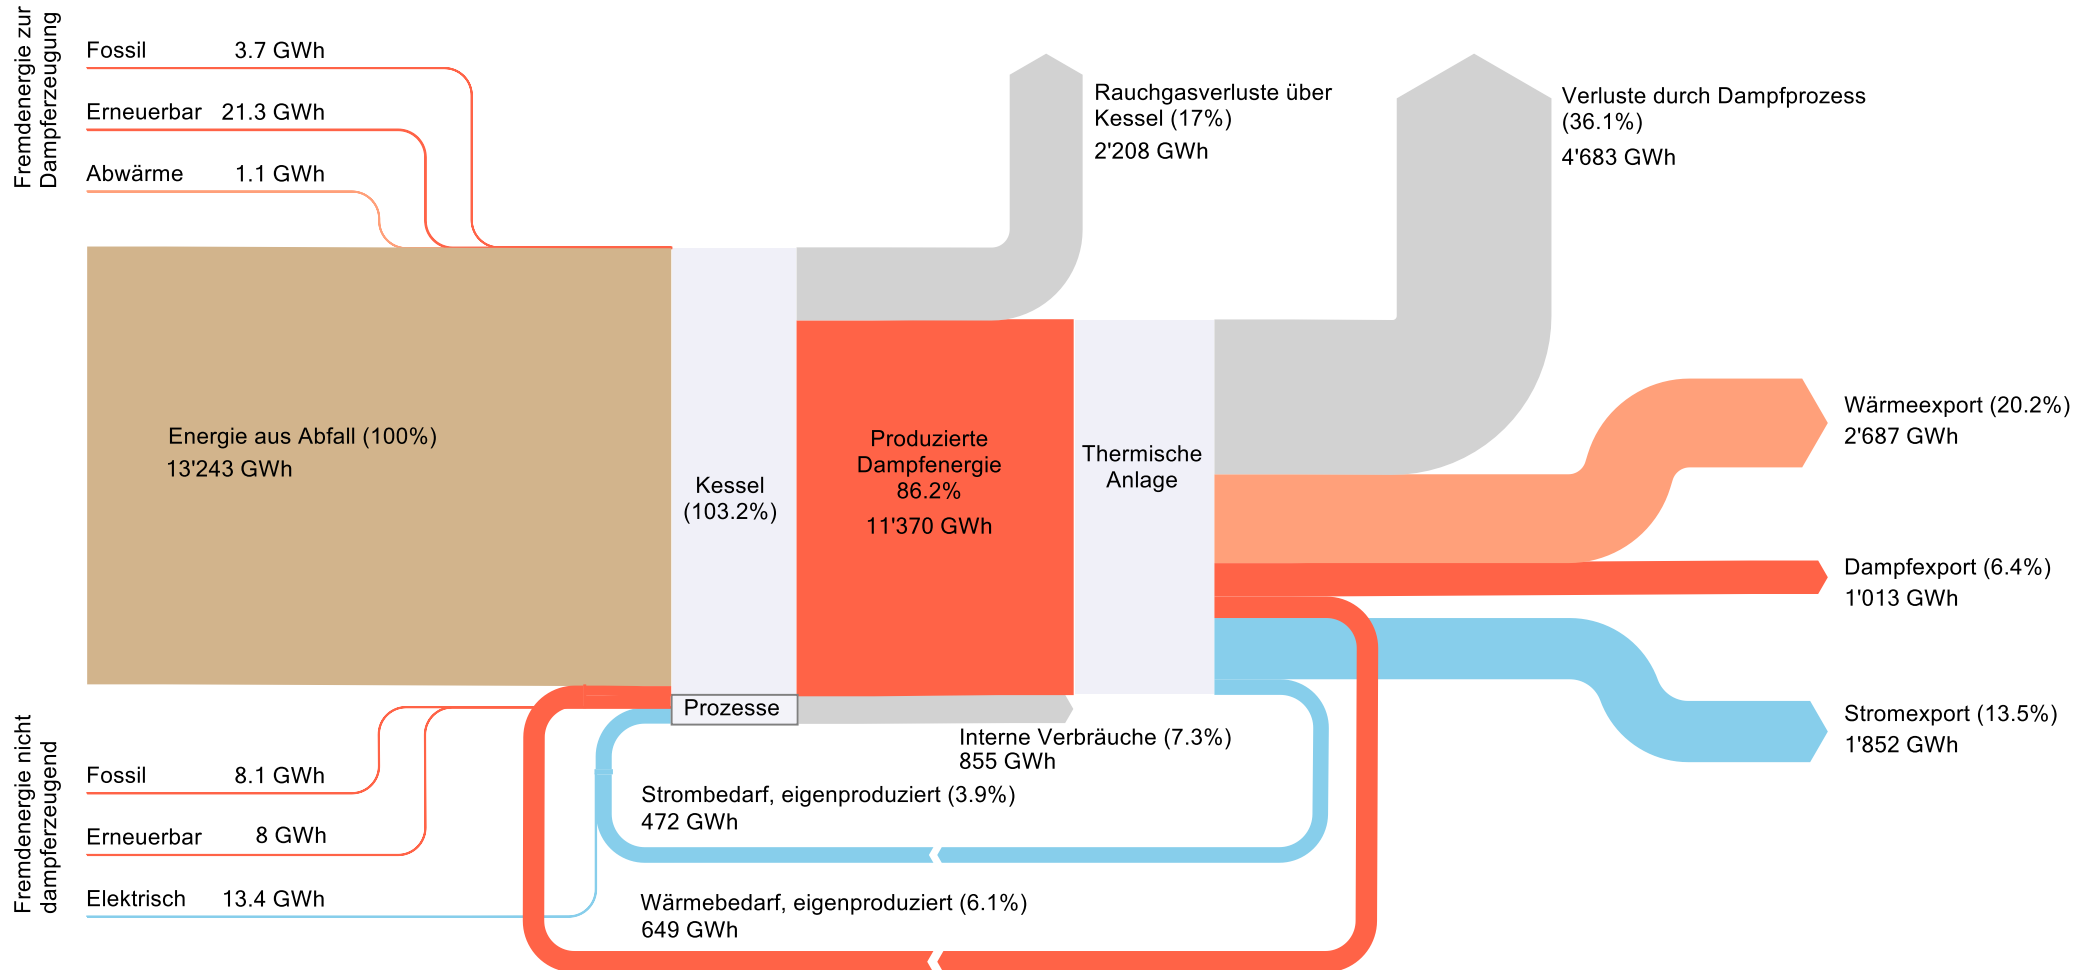 Fremdenergie zur
Dampferzeugung
Fossil 3.7 GWh
Erneuerbar 21.3 GWh
Abwärme 1.1 GWh
Rauchgasverluste über
Kessel (17%)
2'208 GWh
Verluste durch Dampfprozess
(36.1%)
4'683 GWh
Energie aus Abfall (100%)
13'243 GWh
Kessel
(103.2%)
Produzierte
Dampfenergie
86.2%
11'370 GWh
Thermische
Anlage
Wärmeexport (20.2%)
2'687 GWh
Dampfexport (6.4%)
1'013 GWh
Stromexport (13.5%)
1'852 GWh
Prozesse
Interne Verbräuche (7.3%)
855 GWh
Strombedarf, eigenproduziert (3.9%)
472 GWh
Wärmebedarf, eigenproduziert (6.1%)
649 GWh
Fremdenergie nicht
dampferzeugend
Fossil 8.1 GWh
Erneuerbar 8 GWh
Elektrisch 13.4 GWh